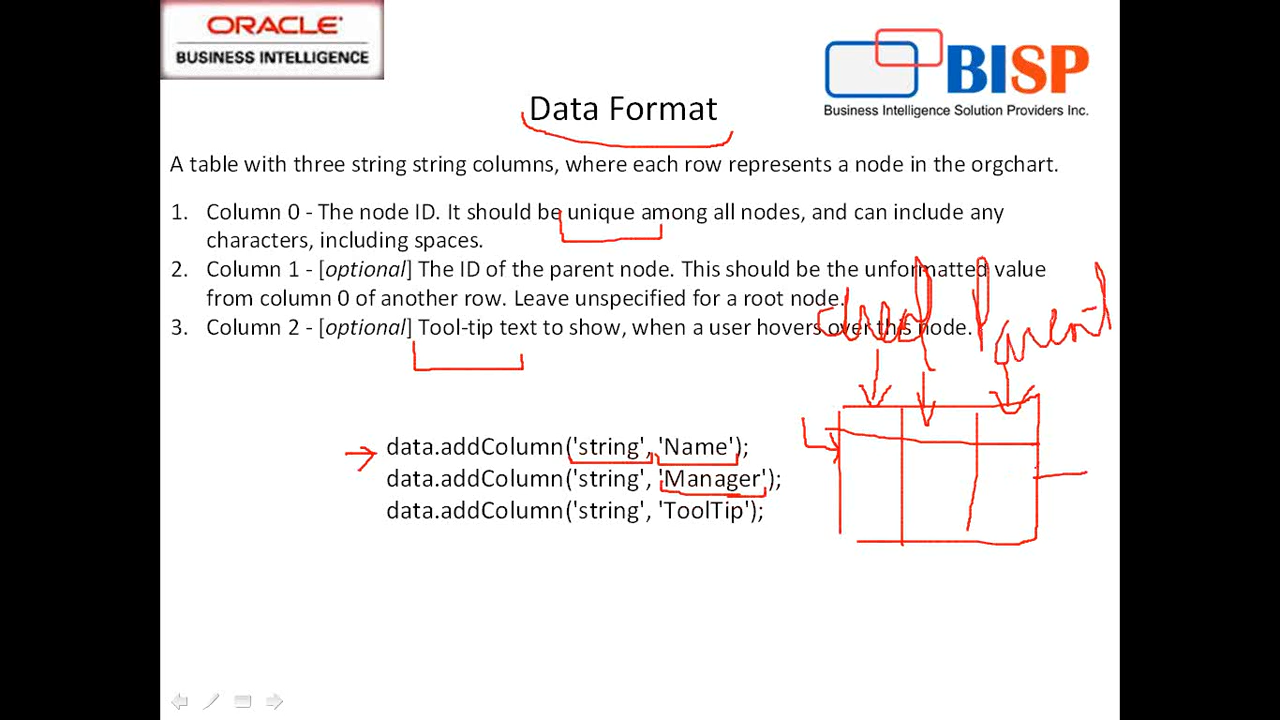 ORACLE
BUSINESS INTELLIGENCE
BISP
Business Intelligence Solution Providers Inc.
Data Format
A table with three string string columns, where each row represents a node in the orgchart.
1. Column 0 - The node ID. It should be unique among all nodes, and can include any
characters, including spaces.
2. Column 1 - [optional] The ID of the parent node. This should be the unformatted value
from column 0 of another row. Leave unspecified for a root node.
3. Column 2 - [optional] Tool-tip text to show, when a user hovers over this node.
Parent
data.addColumn('string', 'Name');
data.addColumn('string', 'Manager');
data.addColumn('string', 'ToolTip');